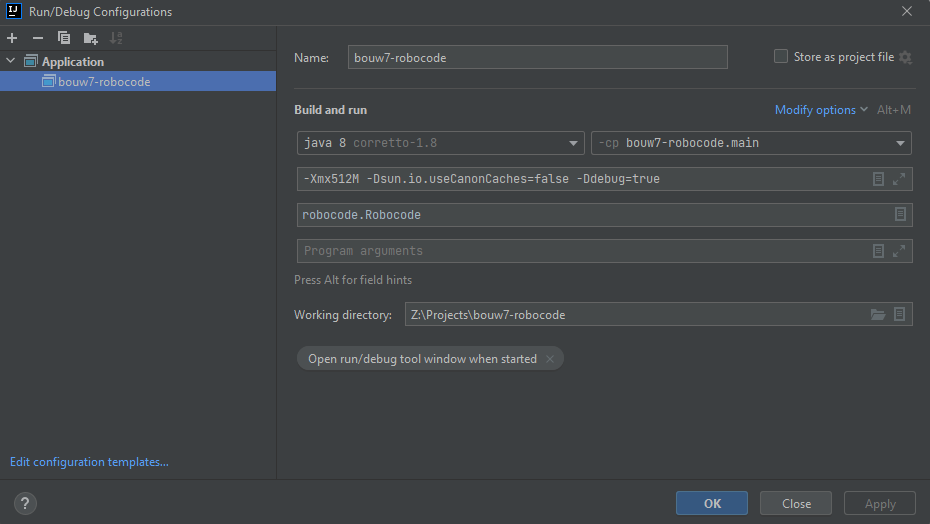 IJ
Run/Debug Configurations
Application
bouw7-robocode
Edit configuration templates...
Name:
bouw7-robocode
Store as project file
Build and run
Modify options
Alt+M
java 8 corretto-1.8
-cp bouw7-robocode.main
-Xmx512M -Dsun.io.useCanonCaches=false -Ddebug=true
robocode.Robocode
Program arguments
Press Alt for field hints
Working directory:
Z:\Projects\bouw7-robocode
Open run/debug tool window when started
?
OK
Close
Apply